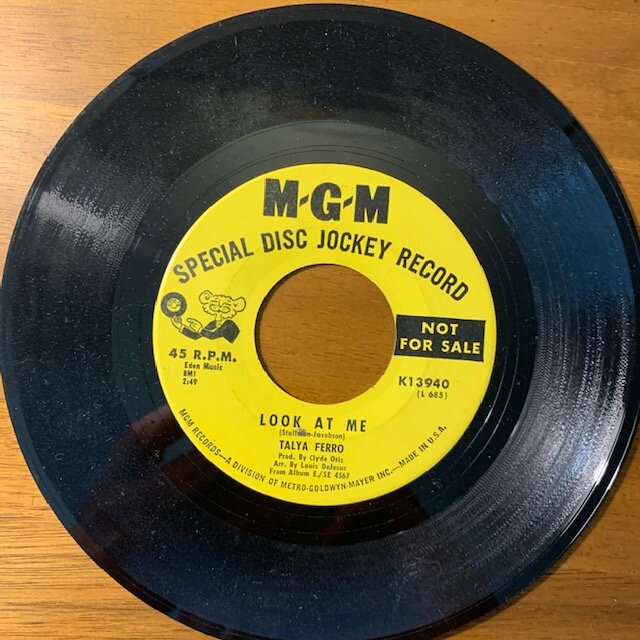 M-G-M
SPECIAL DISC JOCKEY RECORD
NOT
FOR SALE
45 R.P.M.
Eden Music
BMI
2:49
K13940
(L 685)
LOOK AT ME
(Stallman-Jacobson)
TALYA FERRO
Prod. By Clyde Otis
Arr. By Louis DeJesus
From Album E/SE 4567
MGM RECORDS—A DIVISION OF METRO-GOLDWYN-MAYER INC.—MADE IN U.S.A.